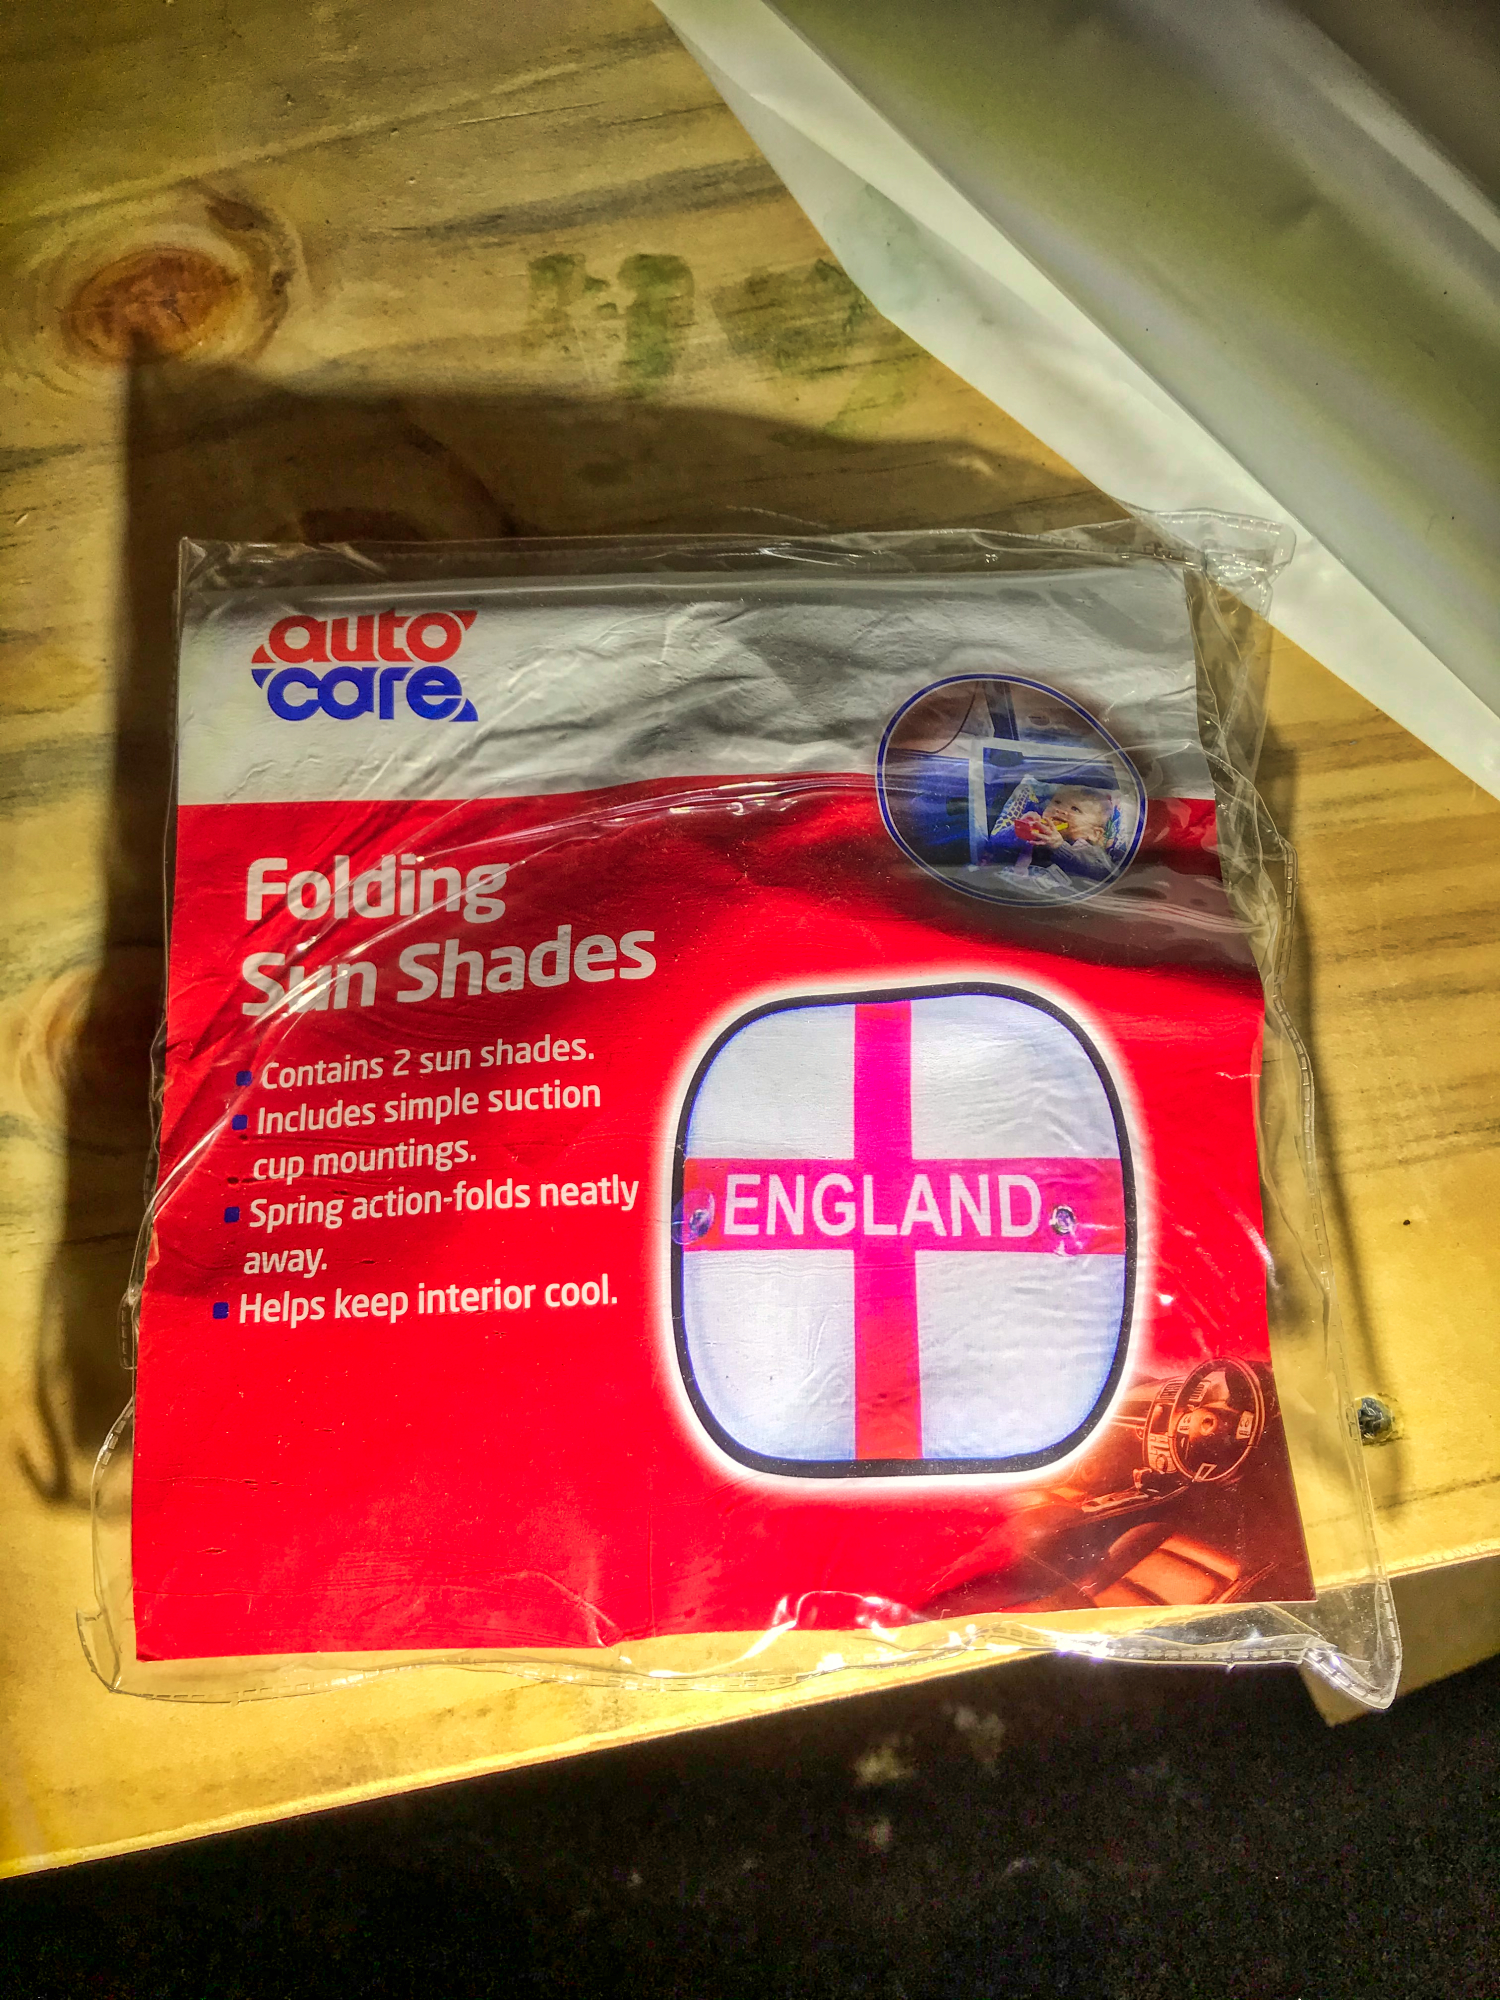 auto
care
Folding
Sun Shades
Contains 2 sun shades.
Includes simple suction
cup mountings.
Spring action-folds neatly
away.
Helps keep interior cool.
ENGLAND